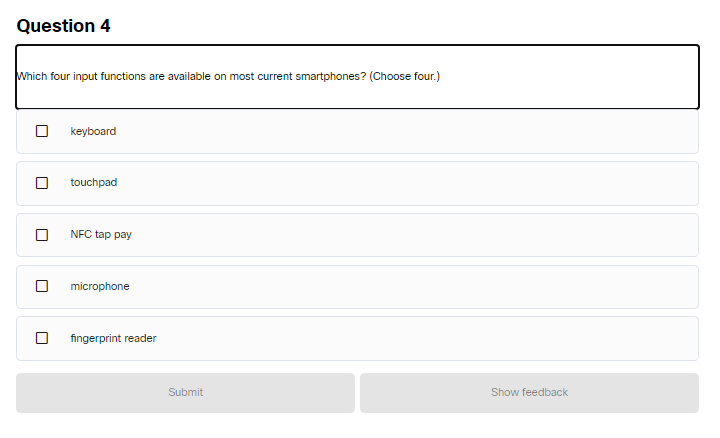 Question 4
Which four input functions are available on most current smartphones? (Choose four.)
keyboard
touchpad
NFC tap pay
microphone
fingerprint reader
Submit
Show feedback